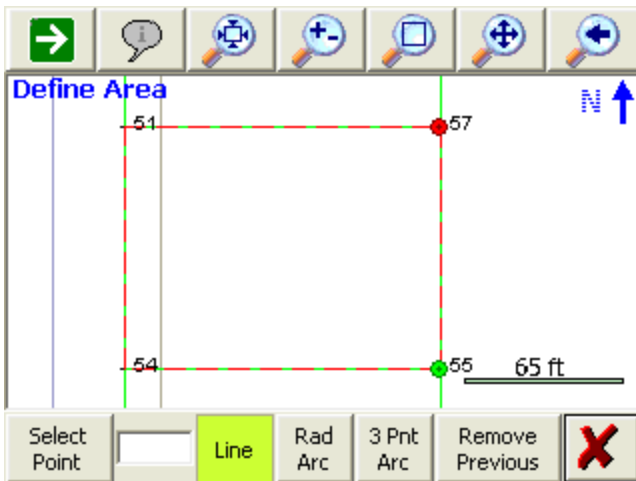 Define Area
N
51
57
54
55
65 ft
Select Point
Line
Rad Arc
3 Pnt Arc
Remove Previous